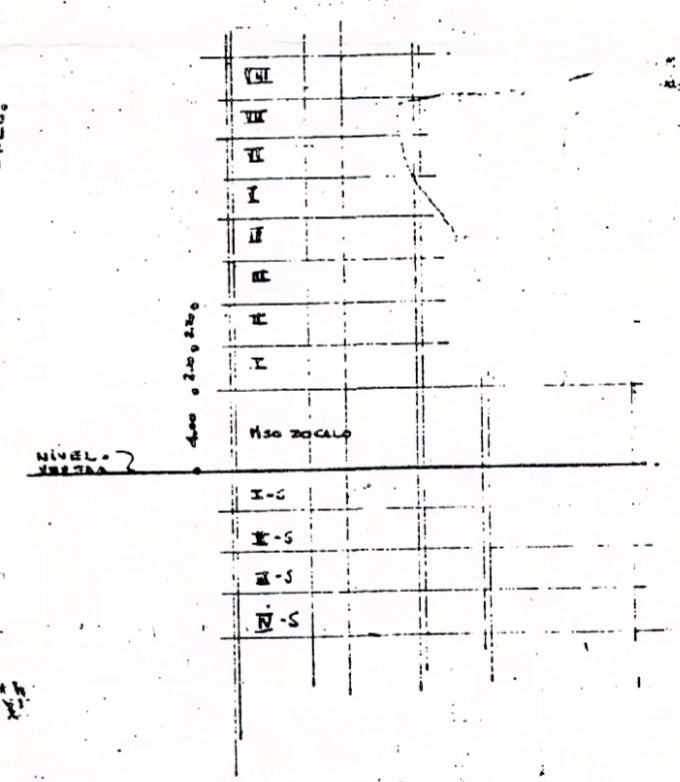 VIII
VII
VI
V
IV
III
II
I
4.00 2.20 2.20
PISO ZOCALO
NIVEL-
I-S
II-S
III-S
IV-S